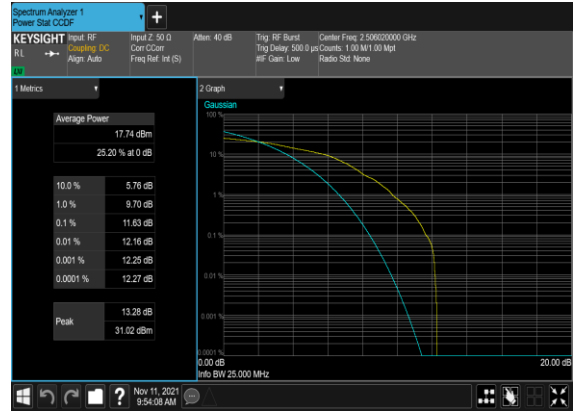 Spectrum Analyzer 1
Power Stat CCDF
KEYSIGHT
RL
LM
Input: RF
Coupling: DC
Align: Auto
Input Z: 50 Ω
Corr CCorr
Freq Ref: Int (S)
Atten: 40 dB
Trig: RF Burst
Trig Delay: 500.0 µs
#IF Gain: Low
Center Freq: 2.506020000 GHz
Counts: 1.00 M/1.00 Mpt
Radio Std: None
1 Metrics
Average Power
17.74 dBm
25.20 % at 0 dB
10.0 % 5.76 dB
1.0 % 9.70 dB
0.1 % 11.63 dB
0.01 % 12.16 dB
0.001 % 12.25 dB
0.0001 % 12.27 dB
Peak
13.28 dB
31.02 dBm
2 Graph
Gaussian
100 %
10 %
1 %
0.1 %
0.01 %
0.001 %
0.0001 %
0.00 dB
20.00 dB
Info BW 25.000 MHz
?
Nov 11, 2021
9:54:08 AM